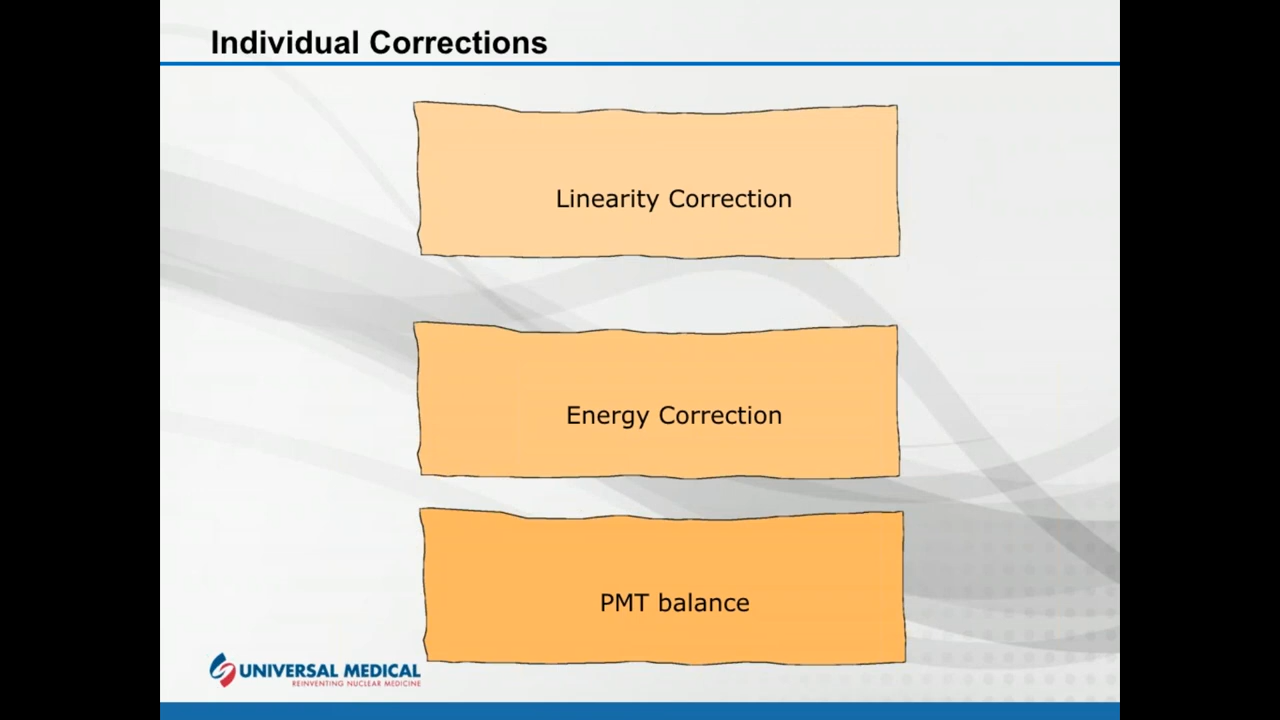 Individual Corrections
Linearity Correction
Energy Correction
PMT balance
UNIVERSAL MEDICAL
REINVENTING NUCLEAR MEDICINE